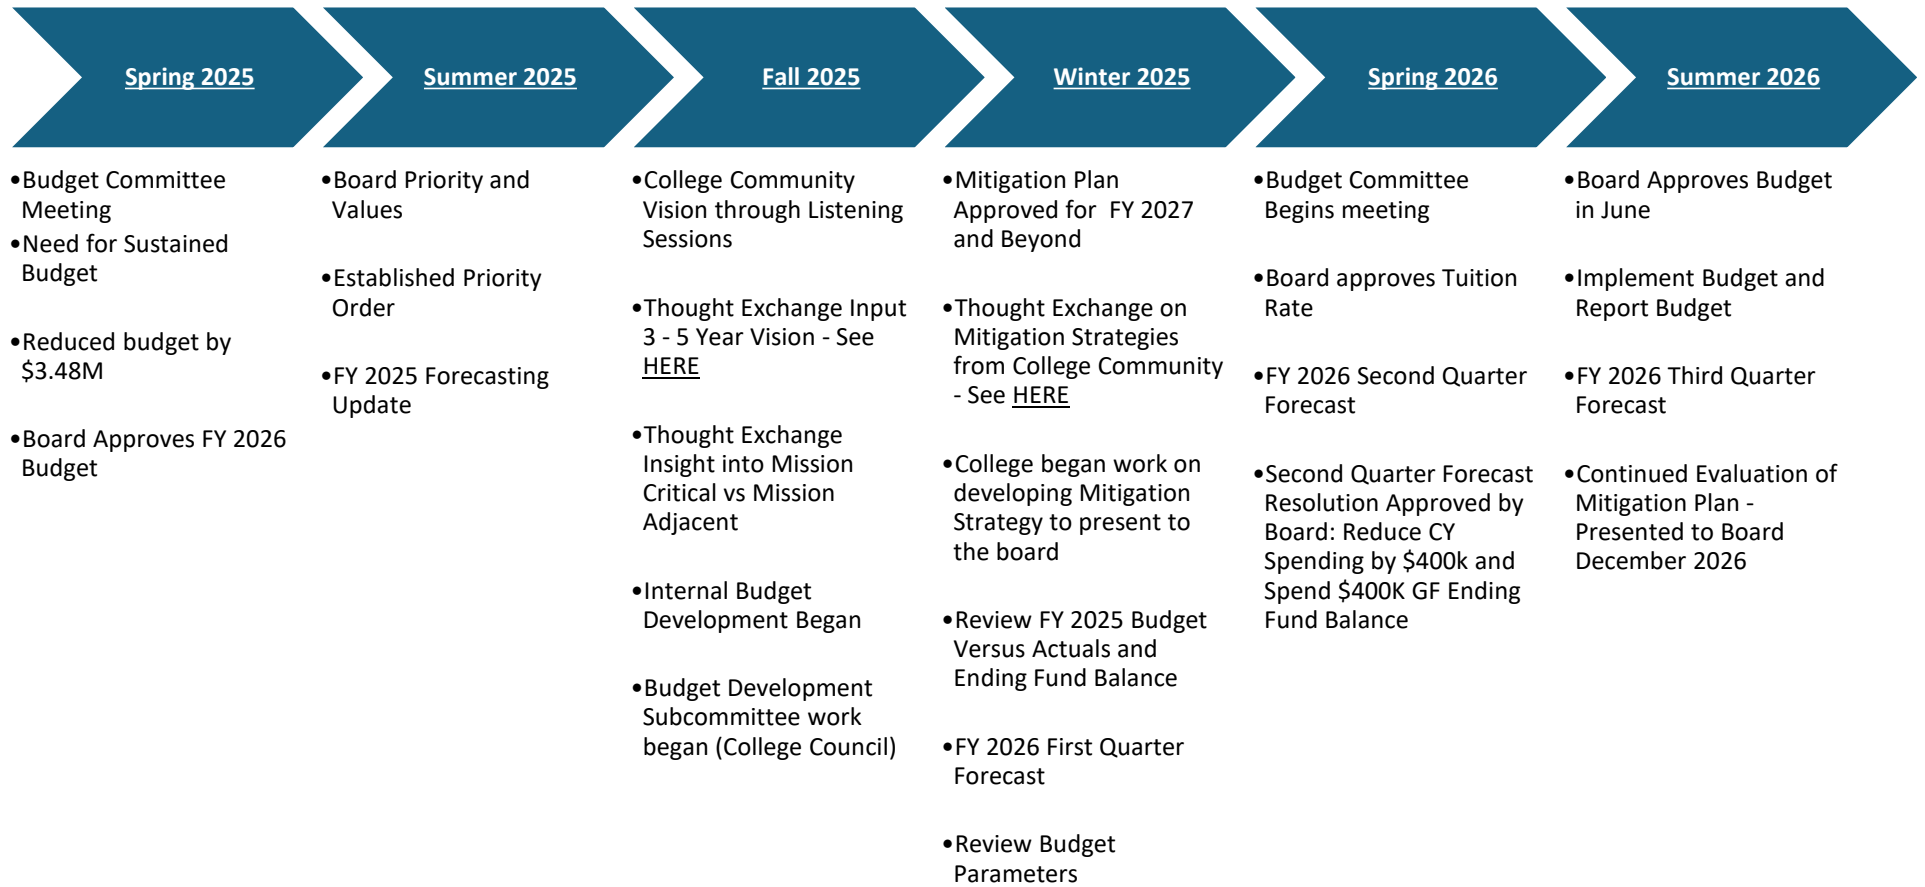 Spring 2025
•Budget Committee
Meeting
•Need for Sustained
Budget
•Reduced budget by
$3.48M
•Board Approves FY 2026
Budget
Summer 2025
•Board Priority and
Values
•Established Priority
Order
•FY 2025 Forecasting
Update
Fall 2025
•College Community
Vision through Listening
Sessions
•Thought Exchange Input
3 - 5 Year Vision - See
HERE
•Thought Exchange
Insight into Mission
Critical vs Mission
Adjacent
•Internal Budget
Development Began
•Budget Development
Subcommittee work
began (College Council)
Winter 2025
•Mitigation Plan
Approved for FY 2027
and Beyond
•Thought Exchange on
Mitigation Strategies
from College Community
- See HERE
•College began work on
developing Mitigation
Strategy to present to
the board
•Review FY 2025 Budget
Versus Actuals and
Ending Fund Balance
•FY 2026 First Quarter
Forecast
•Review Budget
Parameters
Spring 2026
•Budget Committee
Begins meeting
•Board approves Tuition
Rate
•FY 2026 Second Quarter
Forecast
•Second Quarter Forecast
Resolution Approved by
Board: Reduce CY
Spending by $400k and
Spend $400K GF Ending
Fund Balance
Summer 2026
•Board Approves Budget
in June
•Implement Budget and
Report Budget
•FY 2026 Third Quarter
Forecast
•Continued Evaluation of
Mitigation Plan -
Presented to Board
December 2026